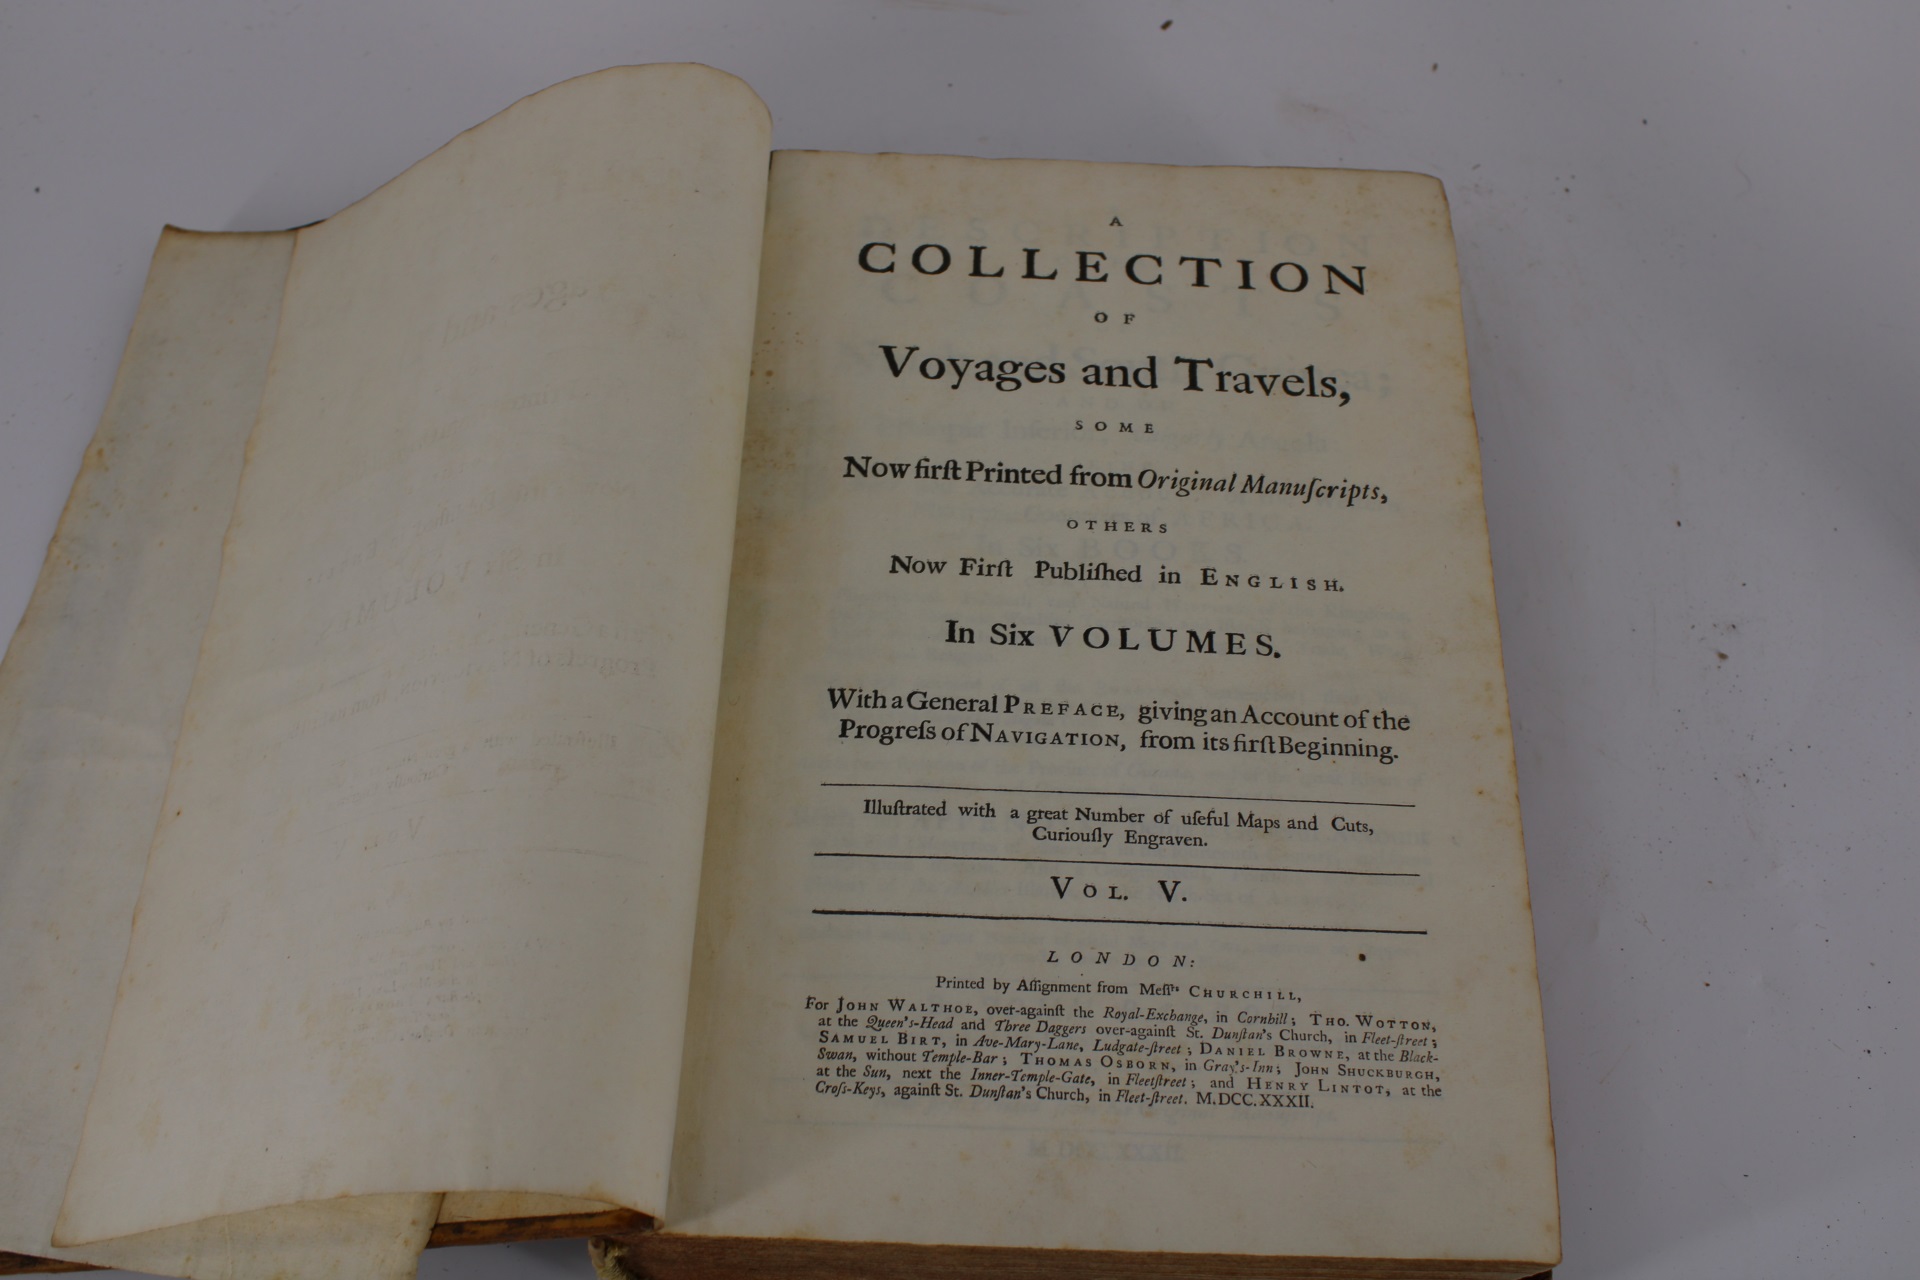 A
COLLECTION
OF
Voyages and Travels,
SOME
Now firſt Printed from Original Manuſcripts,
OTHERS
Now Firſt Publiſhed in ENGLISH.
In Six VOLUMES.
With a General PREFACE, giving an Account of the
Progreſs of NAVIGATION, from its firſt Beginning.
Illuſtrated with a great Number of uſeful Maps and Cuts,
Curiouſly Engraven.
VOL. V.
LONDON:
Printed by Aſſignment from Meſſrs CHURCHILL,
For JOHN WALTHOE, over-againſt the Royal-Exchange, in Cornhill; THO. WOTTON,
at the Queen's-Head and Three Daggers over-againſt St. Dunſtan's Church, in Fleet-ſtreet;
SAMUEL BIRT, in Ave-Mary-Lane, Ludgate-ſtreet; DANIEL BROWNE, at the Black-
Swan, without Temple-Bar; THOMAS OSBORN, in Gray's-Inn; JOHN SHUCKBURGH,
at the Sun, next the Inner-Temple-Gate, in Fleetſtreet; and HENRY LINTOT, at the
Croſs-Keys, againſt St. Dunſtan's Church, in Fleet-ſtreet. M.DCC.XXXII.